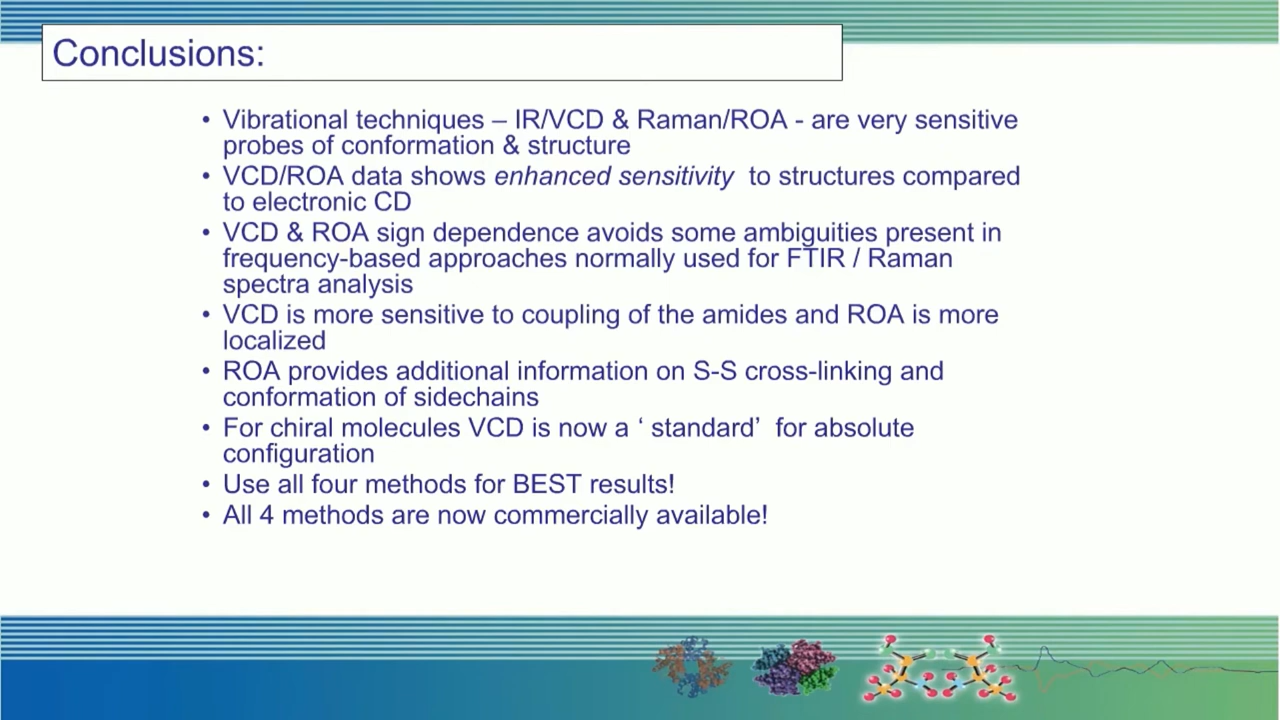 Conclusions:
• Vibrational techniques – IR/VCD & Raman/ROA - are very sensitive
probes of conformation & structure
• VCD/ROA data shows enhanced sensitivity to structures compared
to electronic CD
• VCD & ROA sign dependence avoids some ambiguities present in
frequency-based approaches normally used for FTIR / Raman
spectra analysis
• VCD is more sensitive to coupling of the amides and ROA is more
localized
• ROA provides additional information on S-S cross-linking and
conformation of sidechains
• For chiral molecules VCD is now a ‘ standard’ for absolute
configuration
• Use all four methods for BEST results!
• All 4 methods are now commercially available!